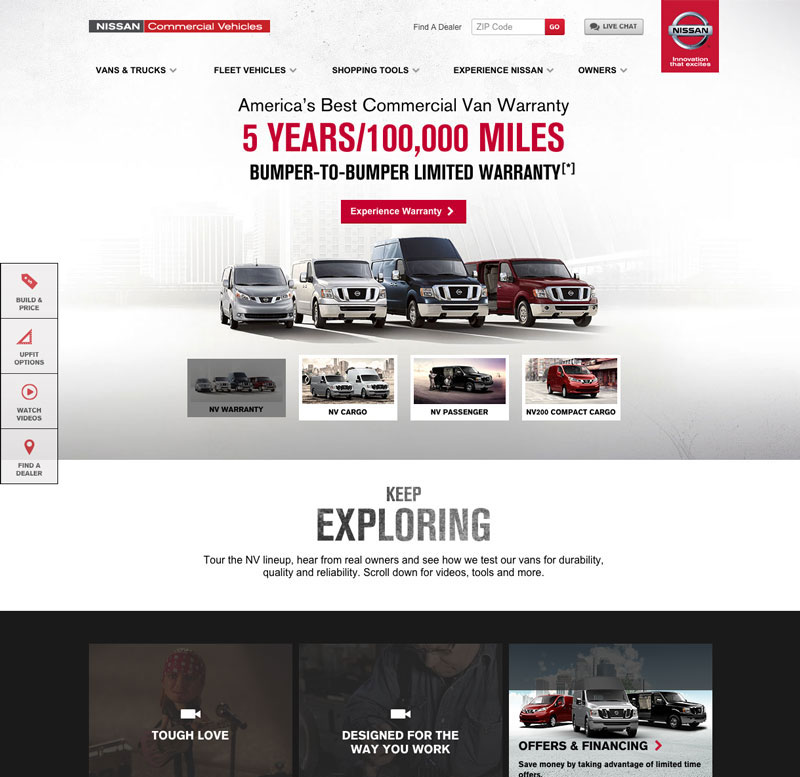 NISSAN Commercial Vehicles
Find A Dealer
ZIP Code
GO
LIVE CHAT
NISSAN
Innovation
that excites
VANS & TRUCKS
FLEET VEHICLES
SHOPPING TOOLS
EXPERIENCE NISSAN
OWNERS
America's Best Commercial Van Warranty
5 YEARS/100,000 MILES
BUMPER-TO-BUMPER LIMITED WARRANTY[*]
Experience Warranty
BUILD &
PRICE
UPFIT
OPTIONS
WATCH
VIDEOS
FIND A
DEALER
NV WARRANTY
NV CARGO
NV PASSENGER
NV200 COMPACT CARGO
KEEP
EXPLORING
Tour the NV lineup, hear from real owners and see how we test our vans for durability,
quality and reliability. Scroll down for videos, tools and more.
TOUGH LOVE
DESIGNED FOR THE
WAY YOU WORK
OFFERS & FINANCING
Save money by taking advantage of limited time
offers.